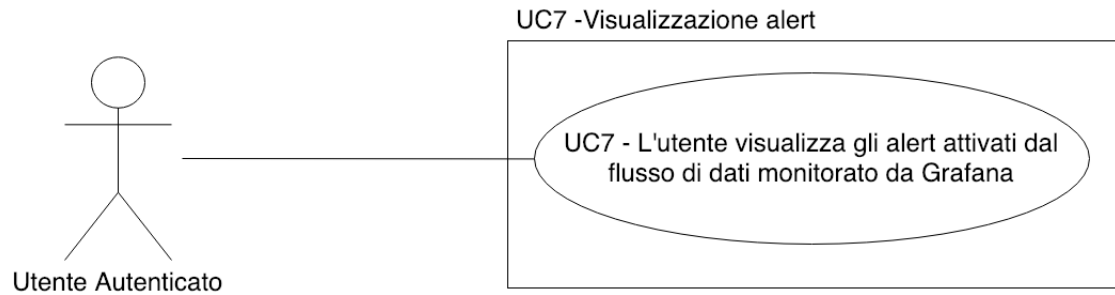 UC7 -Visualizzazione alert
UC7 - L'utente visualizza gli alert attivati dal
flusso di dati monitorato da Grafana
Utente Autenticato